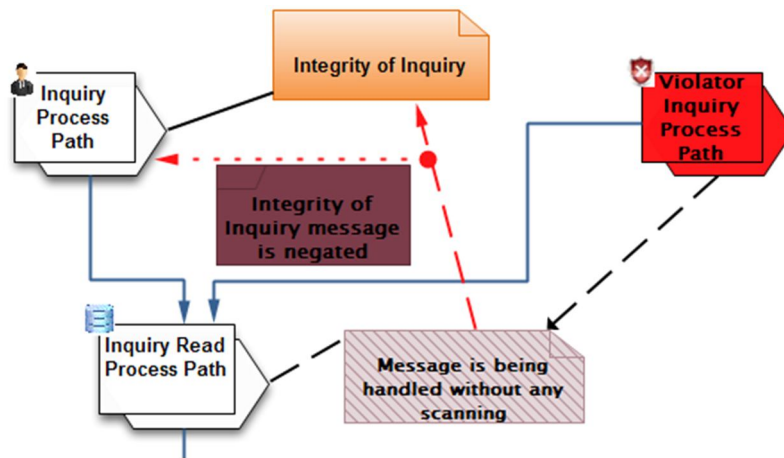 Integrity of Inquiry
Inquiry
Process
Path
Violator
Inquiry
Process
Path
Integrity of
Inquiry message
is negated
Inquiry Read
Process Path
Message is being
handled without any
scanning